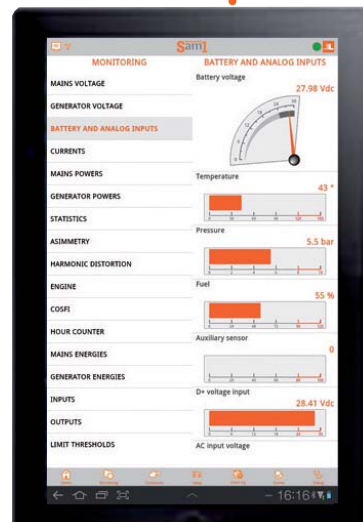 Sam1
MONITORING
MAINS VOLTAGE
GENERATOR VOLTAGE
BATTERY AND ANALOG INPUTS
CURRENTS
MAINS POWERS
GENERATOR POWERS
STATISTICS
ASIMMETRY
HARMONIC DISTORTION
ENGINE
COSFI
HOUR COUNTER
MAINS ENERGIES
GENERATOR ENERGIES
INPUTS
OUTPUTS
LIMIT THRESHOLDS
BATTERY AND ANALOG INPUTS
Battery voltage
27.98 Vdc
Temperature
43 °
Pressure
5.5 bar
Fuel
55 %
Auxiliary sensor
0
D+ voltage input
28.41 Vdc
AC input voltage
16:16